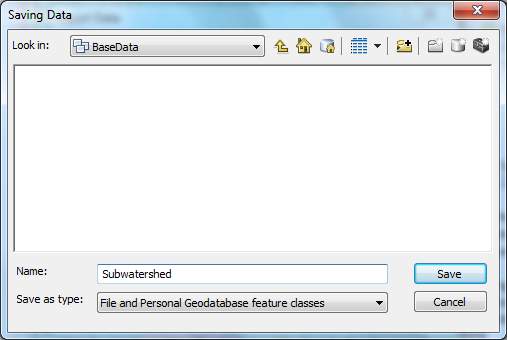 Saving Data
Look in: BaseData
Name: Subwatershed Save
Save as type: File and Personal Geodatabase feature classes Cancel